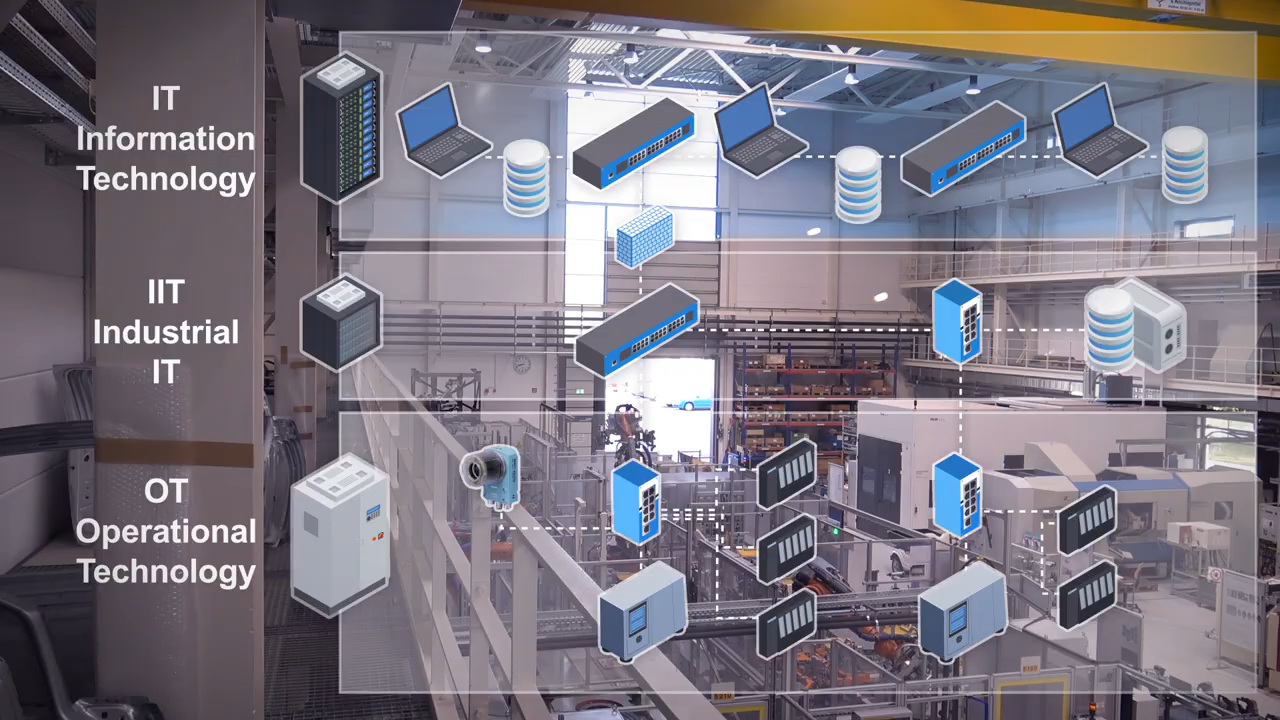 IT
Information
Technology
IIT
Industrial
IT
OT
Operational
Technology